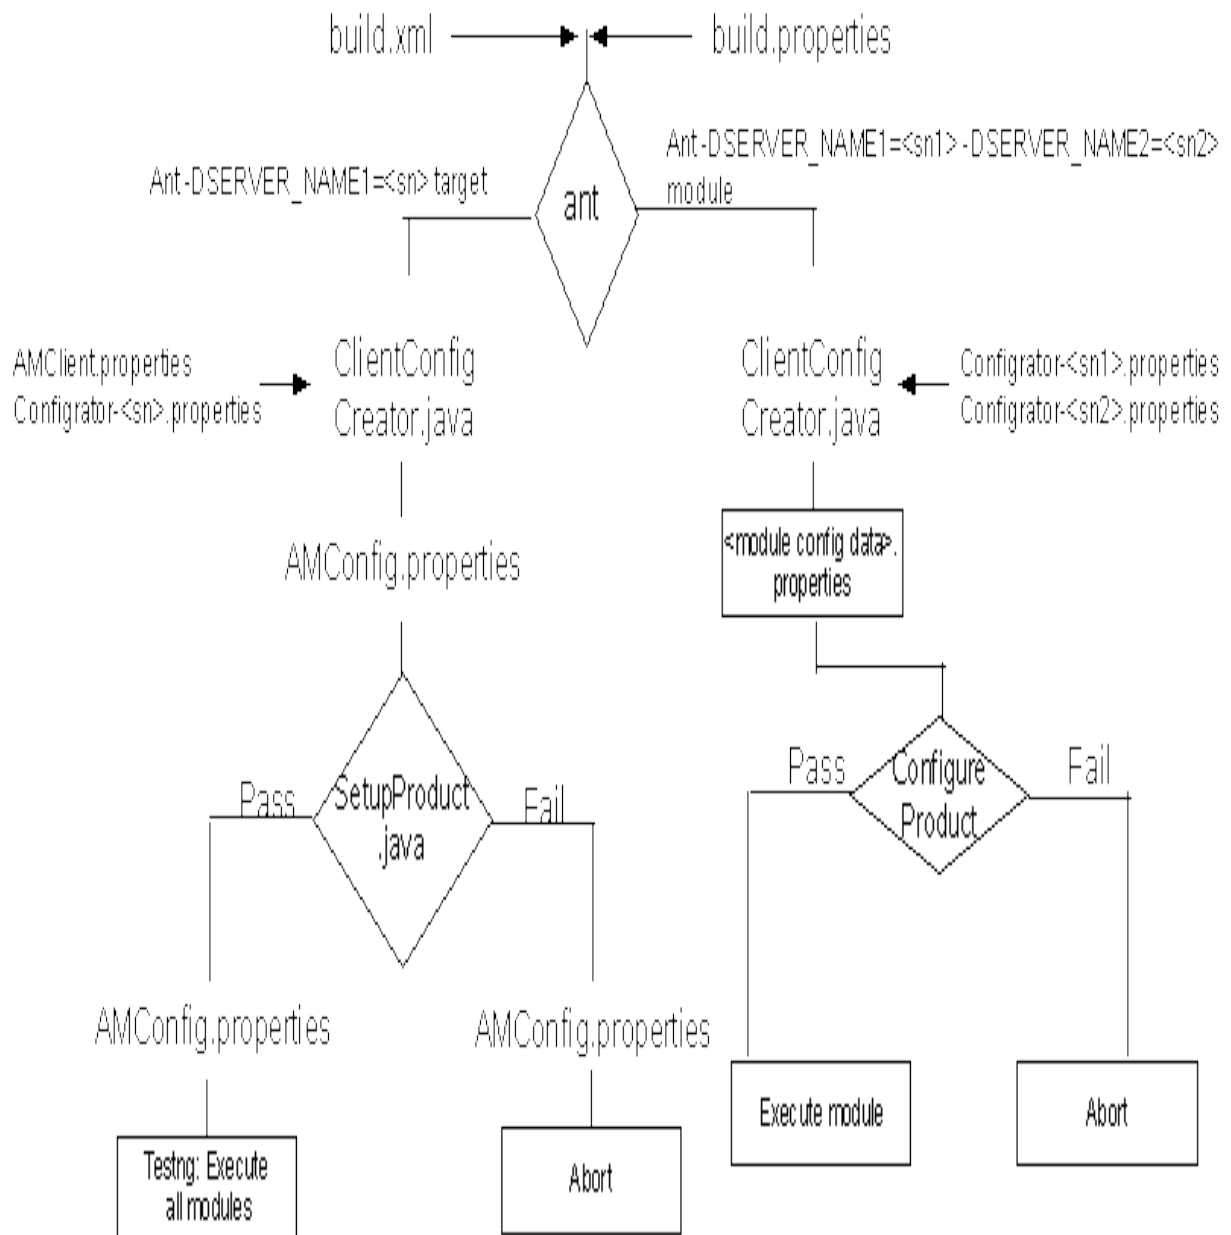 build.xml
build.properties
Ant-DSERVER_NAME1=<sn> target
Ant-DSERVER_NAME1=<sn1> -DSERVER_NAME2=<sn2>
module
ant
AMClient.properties
Configrator-<sn>.properties
ClientConfig
Creator.java
ClientConfig
Creator.java
Configrator-<sn1>.properties
Configrator-<sn2>.properties
AMConfig.properties
<module config data>.
properties
Pass
SetupProduct
.java
Fail
Pass
Configure
Product
Fail
AMConfig.properties
AMConfig.properties
Testng: Execute
all modules
Abort
Execute module
Abort